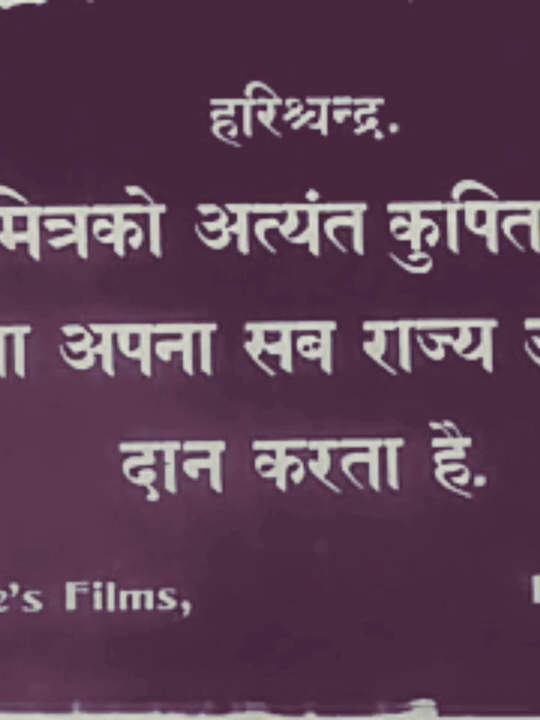 हरिश्चन्द्र.
मित्रको अत्यंत कुपित
अपना सब राज्य
दान करता है.
e's Films,